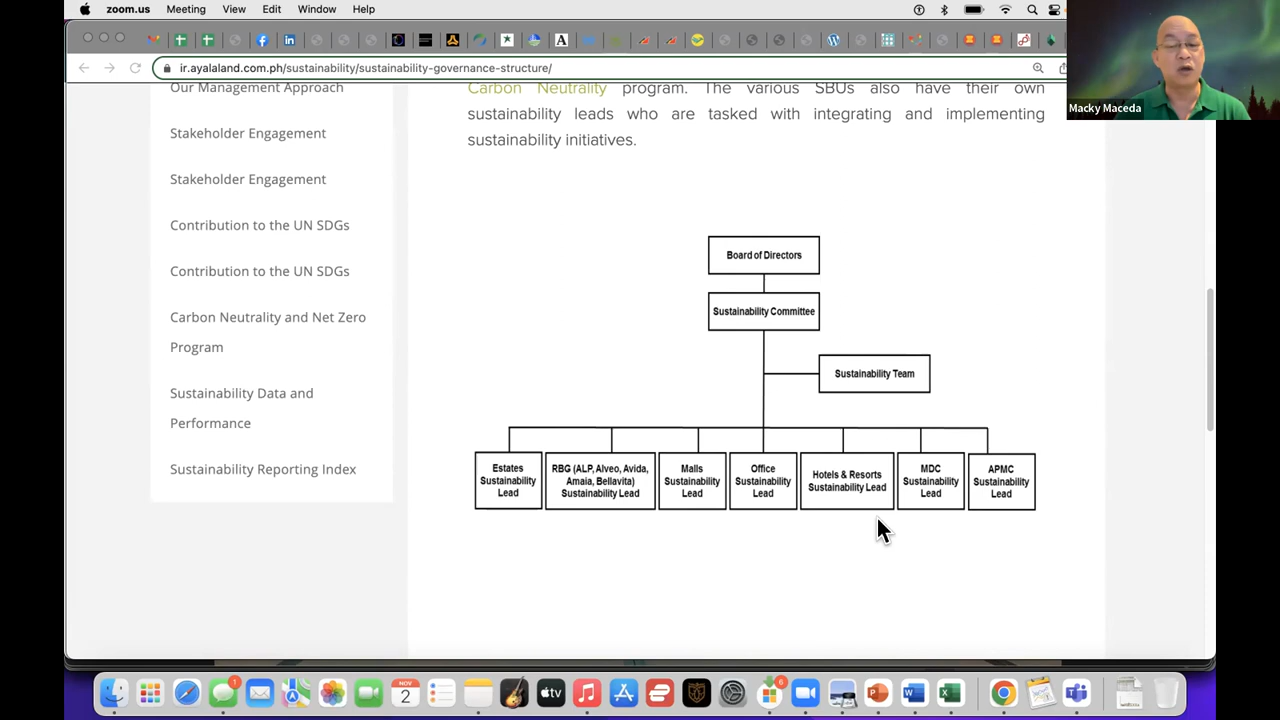 zoom.us Meeting View Edit Window Help
Macky Maceda
ir.ayalaland.com.ph/sustainability/sustainability-governance-structure/
Our Management Approach
Stakeholder Engagement
Stakeholder Engagement
Contribution to the UN SDGs
Contribution to the UN SDGs
Carbon Neutrality and Net Zero
Program
Sustainability Data and
Performance
Sustainability Reporting Index
Carbon Neutrality program. The various SBUs also have their own
sustainability leads who are tasked with integrating and implementing
sustainability initiatives.
Board of Directors
Sustainability Committee
Sustainability Team
Estates
Sustainability
Lead
RBG (ALP, Alveo, Avida,
Amaia, Bellavita)
Sustainability Lead
Malls
Sustainability
Lead
Office
Sustainability
Lead
Hotels & Resorts
Sustainability Lead
MDC
Sustainability
Lead
APMC
Sustainability
Lead
NOV
2
tv